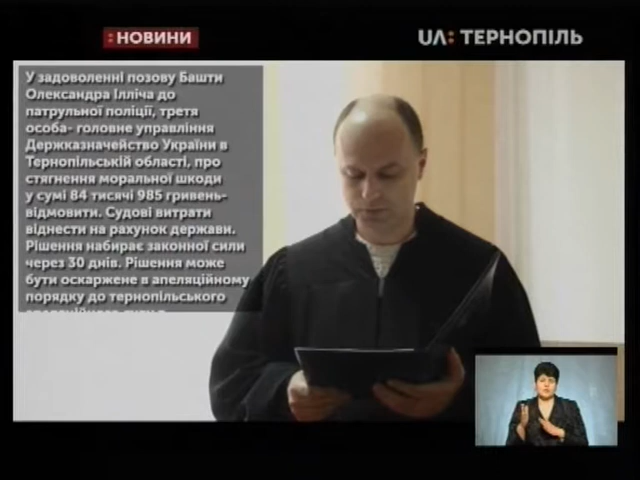 НОВИНИ
UA: ТЕРНОПІЛЬ
У задоволенні позову Башти
Олександра Ілліча до
патрульної поліції, третя
особа- головне управління
Держказначейство України в
Тернопільській області, про
стягнення моральної шкоди
у сумі 84 тисячі 985 гривень-
відмовити. Судові витрати
віднести на рахунок держави.
Рішення набирає законної сили
через 30 днів. Рішення може
бути оскаржене в апеляційному
порядку до тернопільського